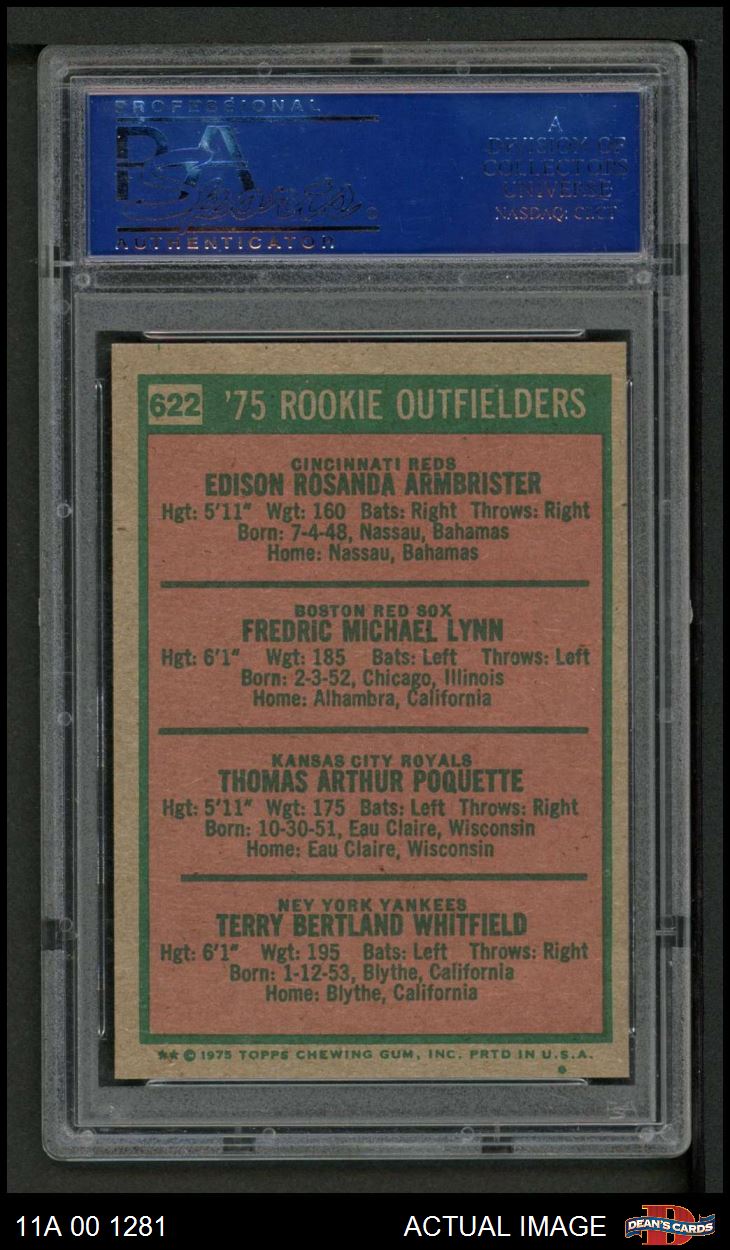 PROFESSIONAL
PSA
Sports
AUTHENTICATOR
A
DIVISION OF
COLLECTORS
UNIVERSE
NASDAQ: CLCT
622 '75 ROOKIE OUTFIELDERS
CINCINNATI REDS
EDISON ROSANDA ARMBRISTER
Hgt: 5'11" Wgt: 160 Bats: Right Throws: Right
Born: 7-4-48, Nassau, Bahamas
Home: Nassau, Bahamas
BOSTON RED SOX
FREDRIC MICHAEL LYNN
Hgt: 6'1" Wgt: 185 Bats: Left Throws: Left
Born: 2-3-52, Chicago, Illinois
Home: Alhambra, California
KANSAS CITY ROYALS
THOMAS ARTHUR POQUETTE
Hgt: 5'11" Wgt: 175 Bats: Left Throws: Right
Born: 10-30-51, Eau Claire, Wisconsin
Home: Eau Claire, Wisconsin
NEW YORK YANKEES
TERRY BERTLAND WHITFIELD
Hgt: 6'1" Wgt: 195 Bats: Left Throws: Right
Born: 1-12-53, Blythe, California
Home: Blythe, California
★★ © 1975 TOPPS CHEWING GUM, INC. PRTD IN U.S.A.
11A 00 1281 ACTUAL IMAGE DEAN'S CARDS